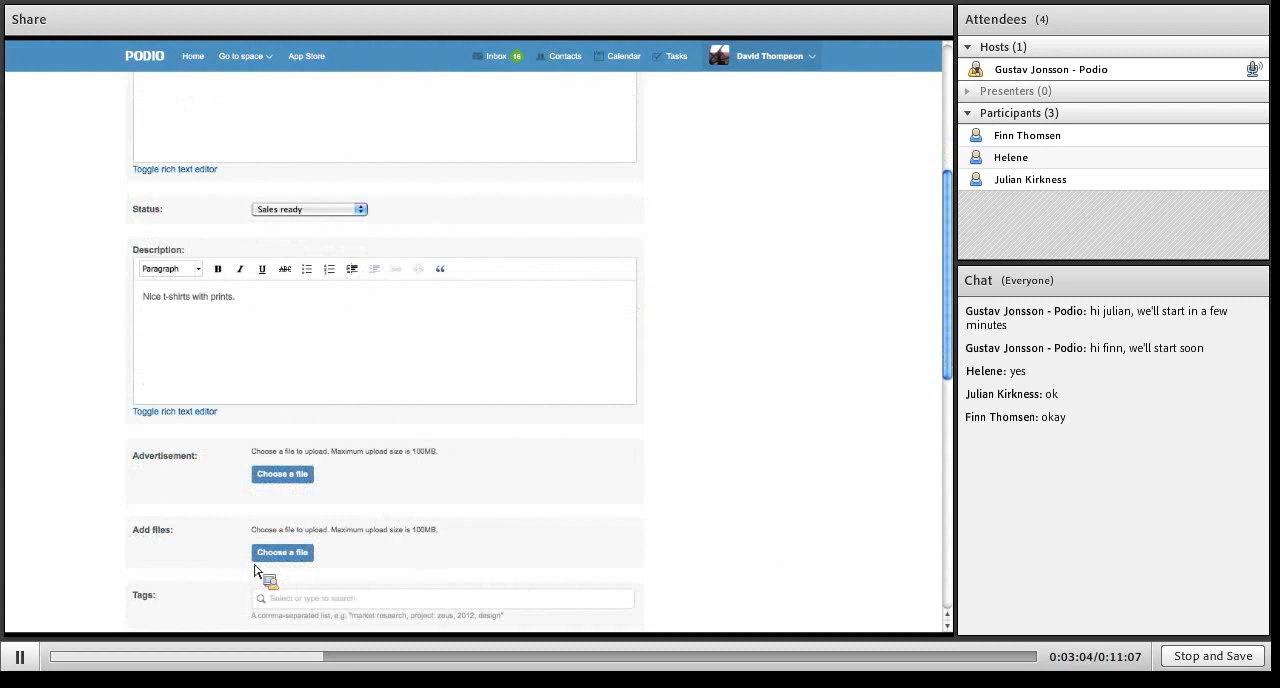 Share
PODIO Home Go to space App Store Inbox 16 Contacts Calendar Tasks David Thompson
Toggle rich text editor
Status: Sales ready
Description:
Paragraph B I U ABC
Nice t-shirts with prints.
Toggle rich text editor
Advertisement: Choose a file to upload. Maximum upload size is 100MB.
Choose a file
Add files: Choose a file to upload. Maximum upload size is 100MB.
Choose a file
Tags: Select or type to search
A comma-separated list, e.g. "market research, project: zeus, 2012, design"
Attendees (4)
Hosts (1)
Gustav Jonsson - Podio
Presenters (0)
Participants (3)
Finn Thomsen
Helene
Julian Kirkness
Chat (Everyone)
Gustav Jonsson - Podio: hi julian, we'll start in a few
minutes
Gustav Jonsson - Podio: hi finn, we'll start soon
Helene: yes
Julian Kirkness: ok
Finn Thomsen: okay
0:03:04/0:11:07 Stop and Save